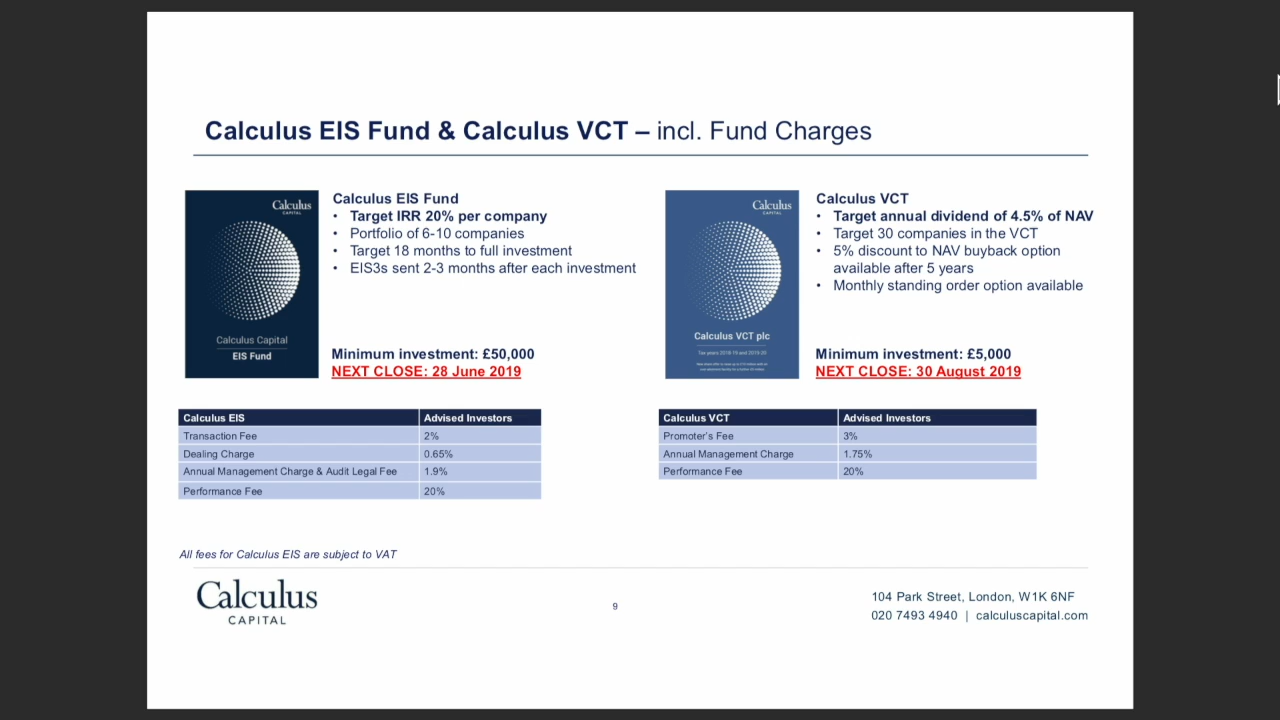 Calculus EIS Fund & Calculus VCT – incl. Fund Charges
Calculus
CAPITAL
Calculus Capital
EIS Fund
Calculus EIS Fund
• Target IRR 20% per company
• Portfolio of 6-10 companies
• Target 18 months to full investment
• EIS3s sent 2-3 months after each investment
Minimum investment: £50,000
NEXT CLOSE: 28 June 2019
Calculus
CAPITAL
Calculus VCT plc
Tax years 2018-19 and 2019-20
Calculus VCT
• Target annual dividend of 4.5% of NAV
• Target 30 companies in the VCT
• 5% discount to NAV buyback option
available after 5 years
• Monthly standing order option available
Minimum investment: £5,000
NEXT CLOSE: 30 August 2019
Calculus EIS Advised Investors
Transaction Fee 2%
Dealing Charge 0.65%
Annual Management Charge & Audit Legal Fee 1.9%
Performance Fee 20%
Calculus VCT Advised Investors
Promoter's Fee 3%
Annual Management Charge 1.75%
Performance Fee 20%
All fees for Calculus EIS are subject to VAT
Calculus
CAPITAL
9
104 Park Street, London, W1K 6NF
020 7493 4940 | calculuscapital.com